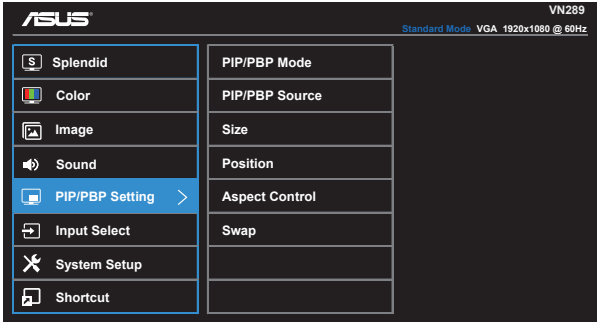 ASUS
VN289
Standard Mode VGA 1920x1080 @ 60Hz
S Splendid
Color
Image
Sound
PIP/PBP Setting
Input Select
System Setup
Shortcut
PIP/PBP Mode
PIP/PBP Source
Size
Position
Aspect Control
Swap